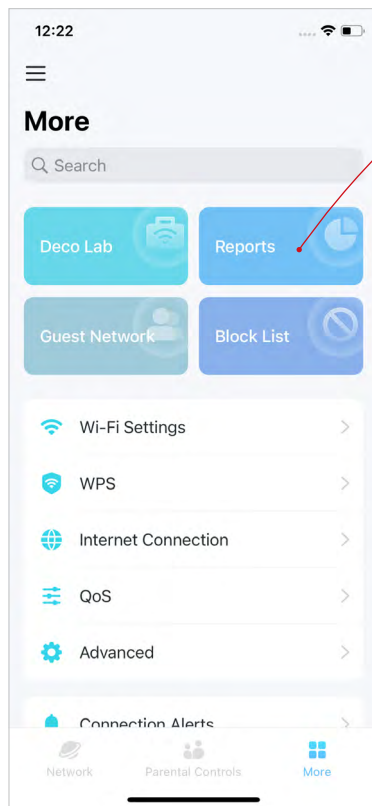 12:22
More
Search
Deco Lab
Reports
Guest Network
Block List
Wi-Fi Settings
WPS
Internet Connection
QoS
Advanced
Connection Alerts
Network
Parental Controls
More